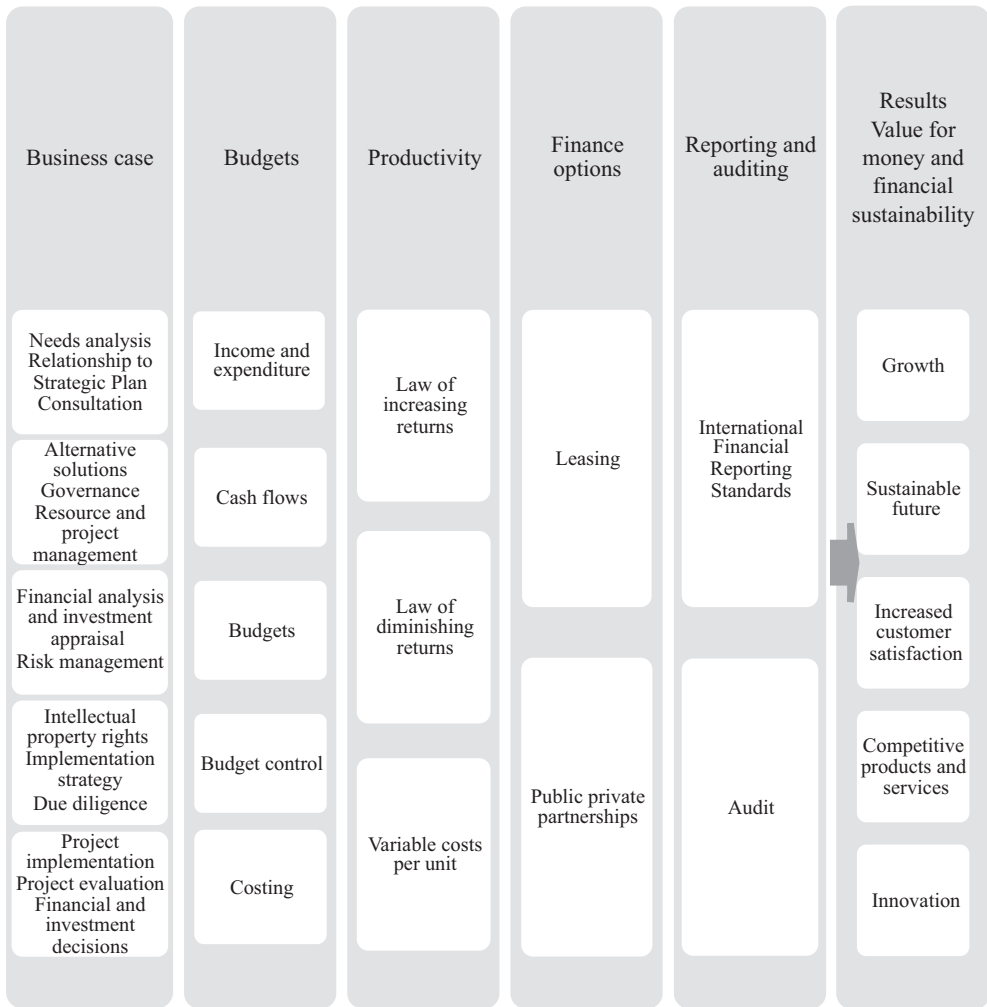 Business case
Needs analysis
Relationship to
Strategic Plan
Consultation
Alternative
solutions
Governance
Resource and
project
management
Financial analysis
and investment
appraisal
Risk management
Intellectual
property rights
Implementation
strategy
Due diligence
Project
implementation
Project evaluation
Financial and
investment
decisions
Budgets
Income and
expenditure
Cash flows
Budgets
Budget control
Costing
Productivity
Law of
increasing
returns
Law of
diminishing
returns
Variable costs
per unit
Finance
options
Leasing
Public private
partnerships
Reporting and
auditing
International
Financial
Reporting
Standards
Audit
Results
Value for
money and
financial
sustainability
Growth
Sustainable
future
Increased
customer
satisfaction
Competitive
products and
services
Innovation